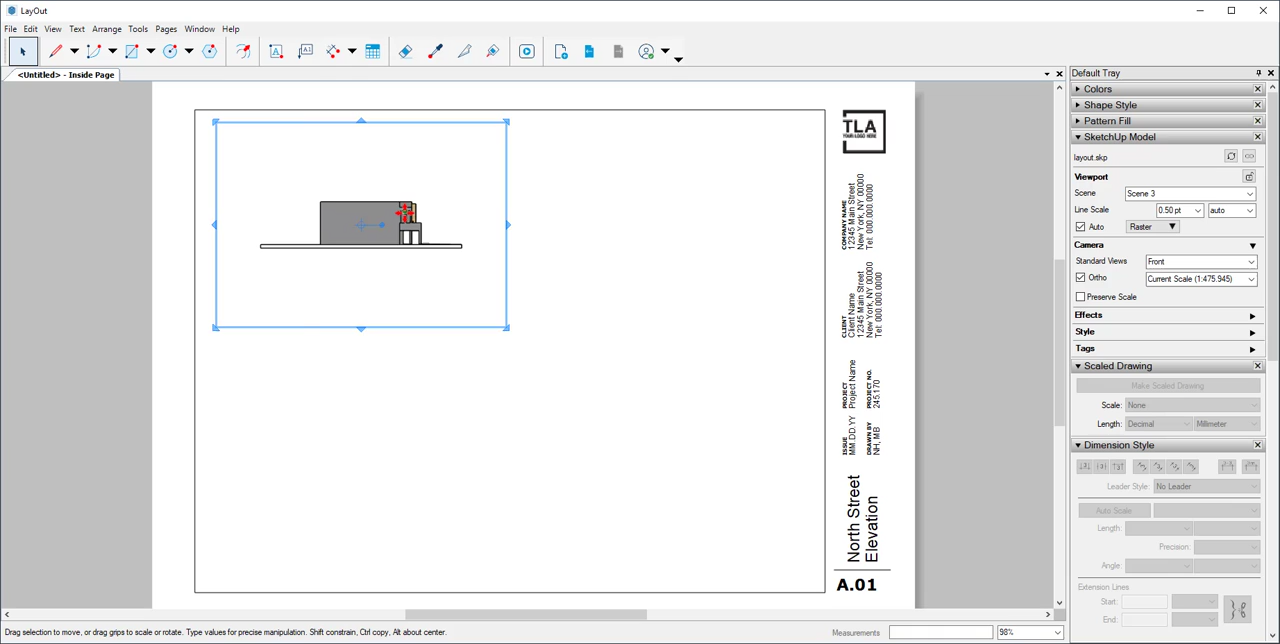 LayOut
File Edit View Text Arrange Tools Pages Window Help
<Untitled> - Inside Page
Default Tray
Colors
Shape Style
Pattern Fill
SketchUp Model
layout.skp
Viewport
Scene Scene 3
Line Scale 0.50 pt auto
Auto Raster
Camera
Standard Views Front
Ortho Current Scale (1:475.945)
Preserve Scale
Effects
Style
Tags
Scaled Drawing
Make Scaled Drawing
Scale: None
Length: Decimal Millimeter
Dimension Style
Leader Style: No Leader
Auto Scale
Length:
Precision:
Angle:
Extension Lines
Start:
End:
TLA
YOUR LOGO HERE
COMPANY NAME
12345 Main Street
New York, NY 00000
Tel: 000.000.0000
CLIENT
Client Name
12345 Main Street
New York, NY 00000
Tel: 000.000.0000
PROJECT
Project Name
PROJECT NO.
245.170
ISSUE
MM DD.YY
DRAWN BY
NH, MB
North Street
Elevation
A.01
Drag selection to move, or drag grips to scale or rotate. Type values for precise manipulation. Shift constrain, Ctrl copy, Alt about center.
Measurements
98%